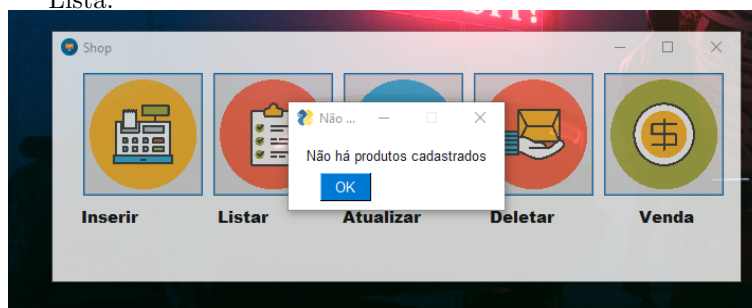 Lista:
Shop
Não ...
Não há produtos cadastrados
OK
Inserir Listar Atualizar Deletar Venda